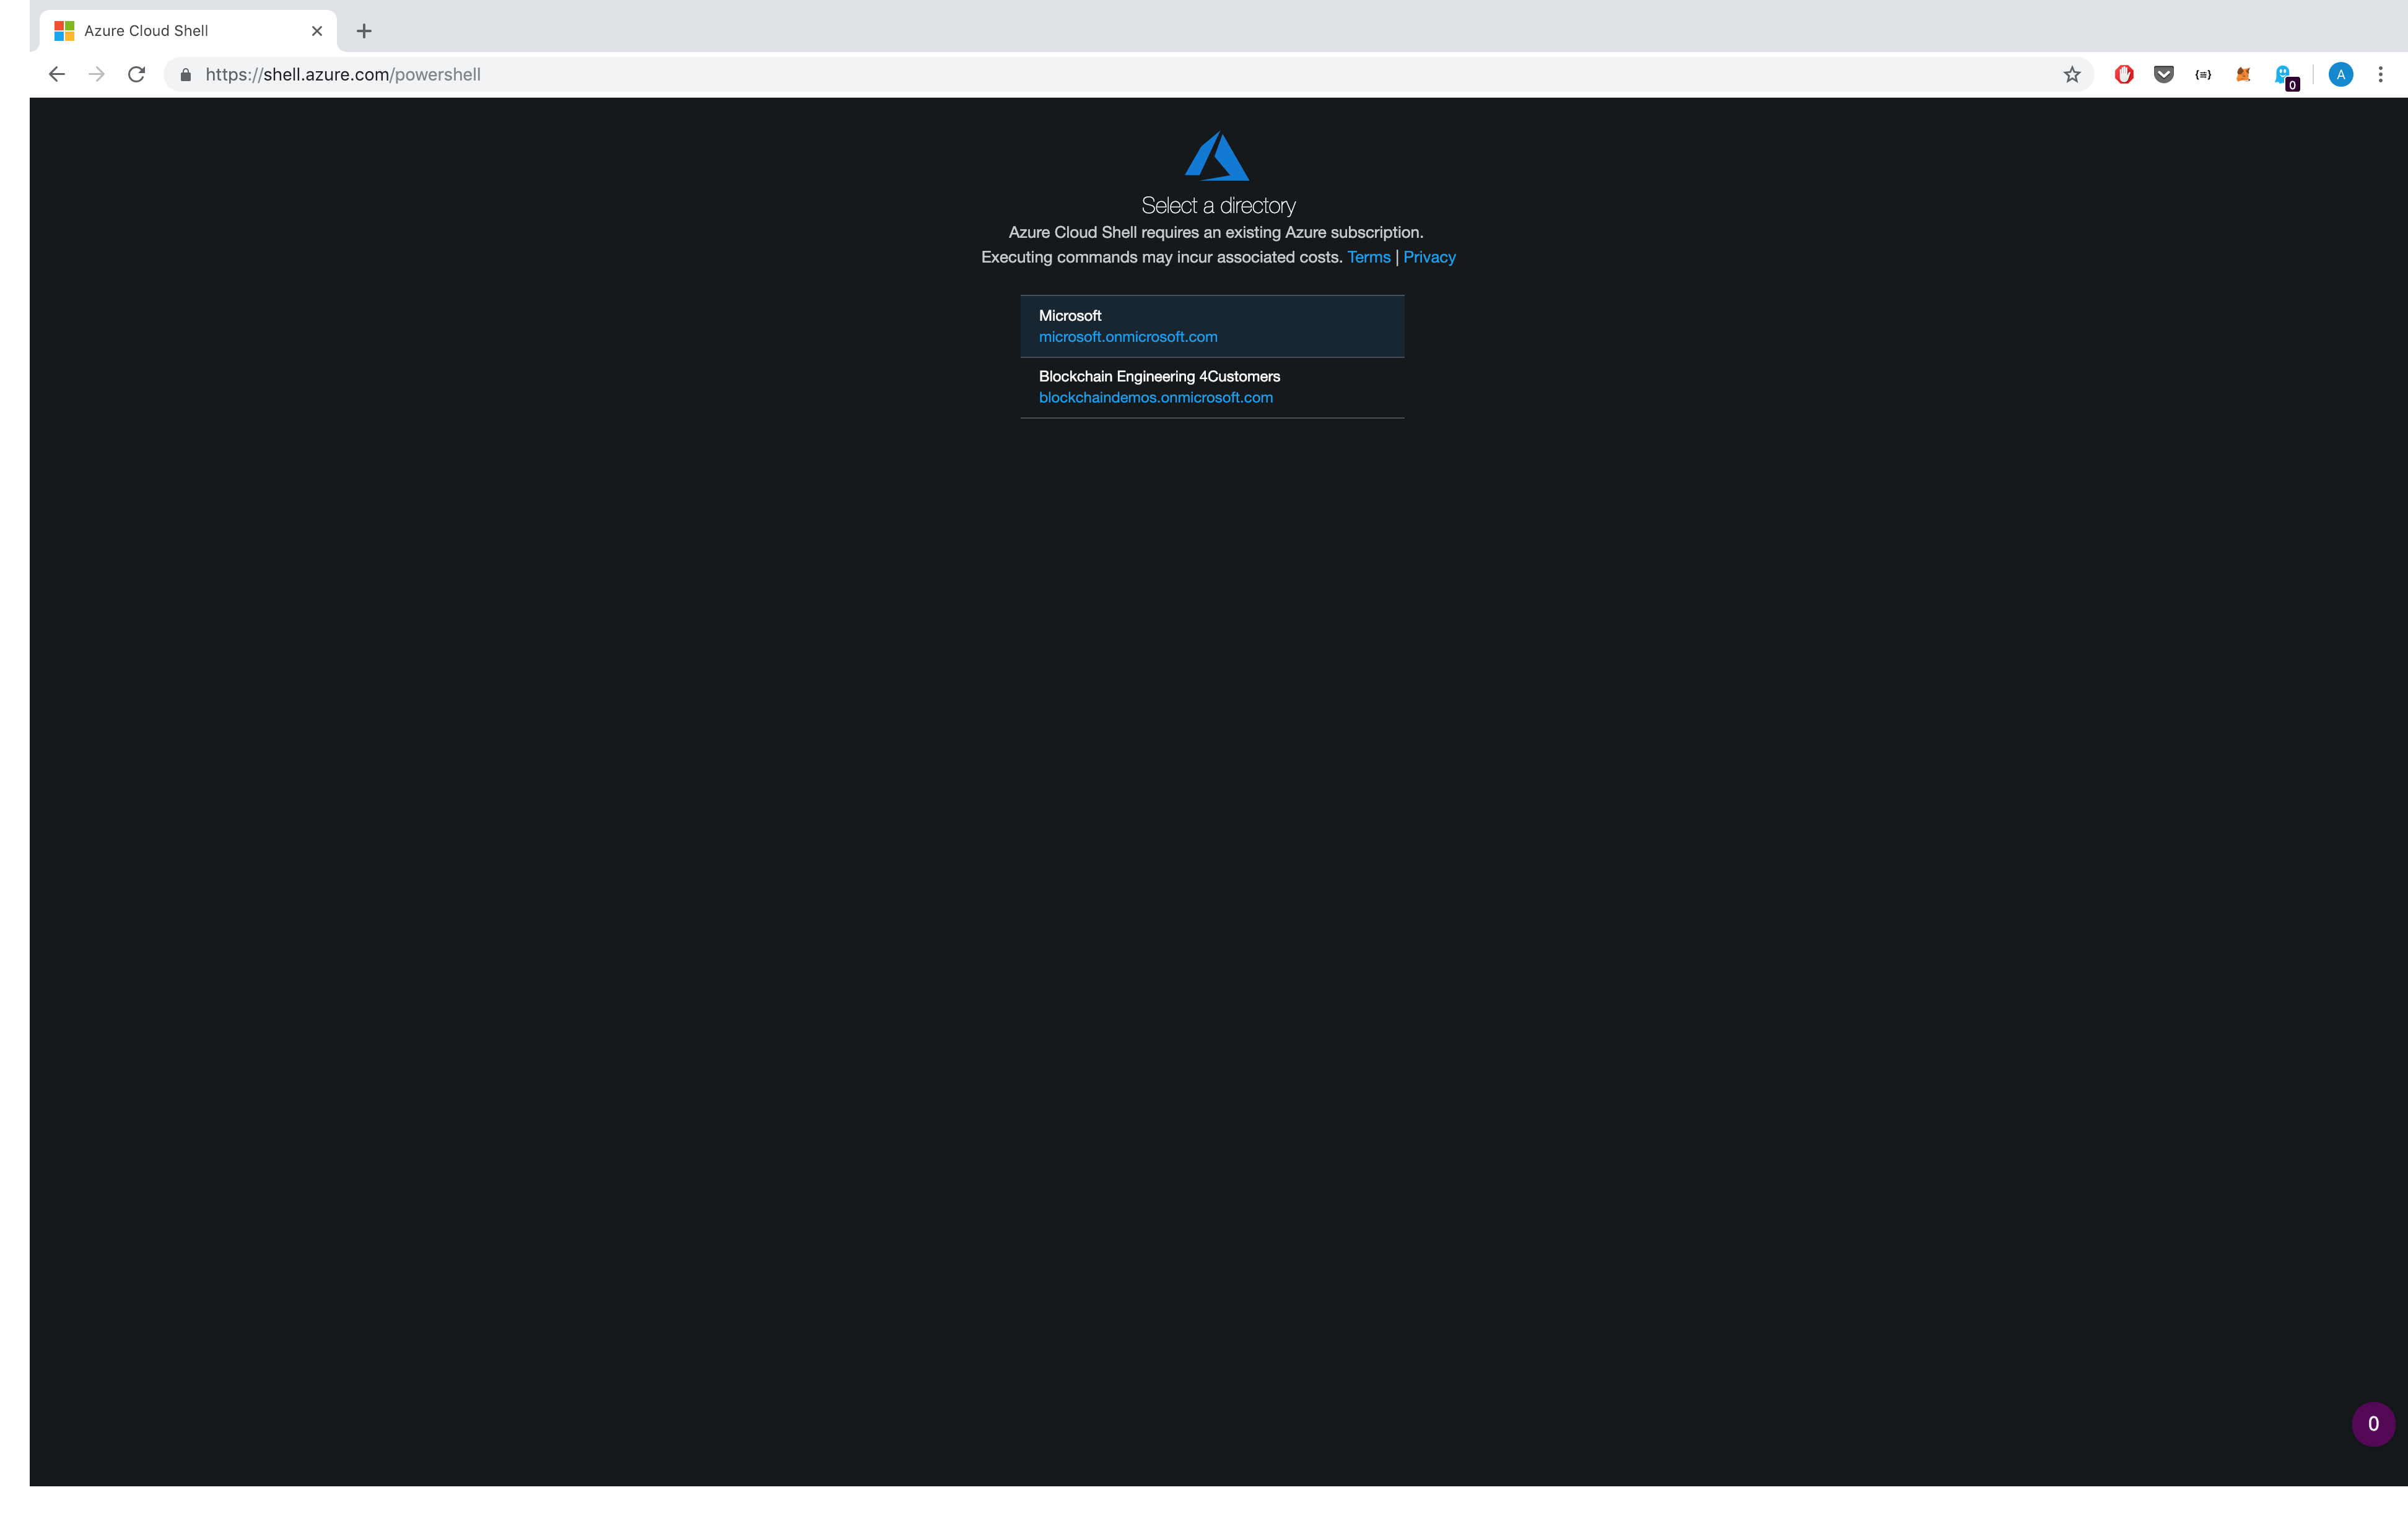 Azure Cloud Shell
https://shell.azure.com/powershell
{≡}
0
A
Select a directory
Azure Cloud Shell requires an existing Azure subscription.
Executing commands may incur associated costs. Terms | Privacy
Microsoft
microsoft.onmicrosoft.com
Blockchain Engineering 4Customers
blockchaindemos.onmicrosoft.com
0